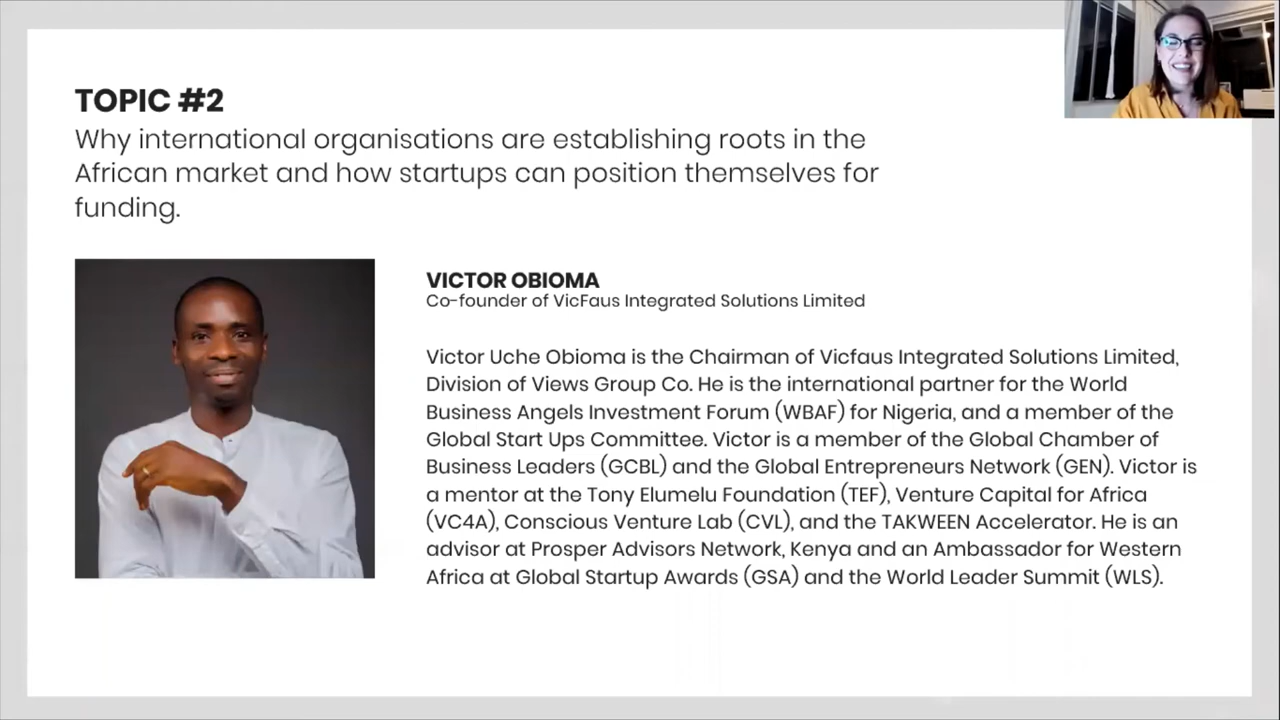 TOPIC #2
Why international organisations are establishing roots in the
African market and how startups can position themselves for
funding.
VICTOR OBIOMA
Co-founder of VicFaus Integrated Solutions Limited
Victor Uche Obioma is the Chairman of Vicfaus Integrated Solutions Limited,
Division of Views Group Co. He is the international partner for the World
Business Angels Investment Forum (WBAF) for Nigeria, and a member of the
Global Start Ups Committee. Victor is a member of the Global Chamber of
Business Leaders (GCBL) and the Global Entrepreneurs Network (GEN). Victor is
a mentor at the Tony Elumelu Foundation (TEF), Venture Capital for Africa
(VC4A), Conscious Venture Lab (CVL), and the TAKWEEN Accelerator. He is an
advisor at Prosper Advisors Network, Kenya and an Ambassador for Western
Africa at Global Startup Awards (GSA) and the World Leader Summit (WLS).